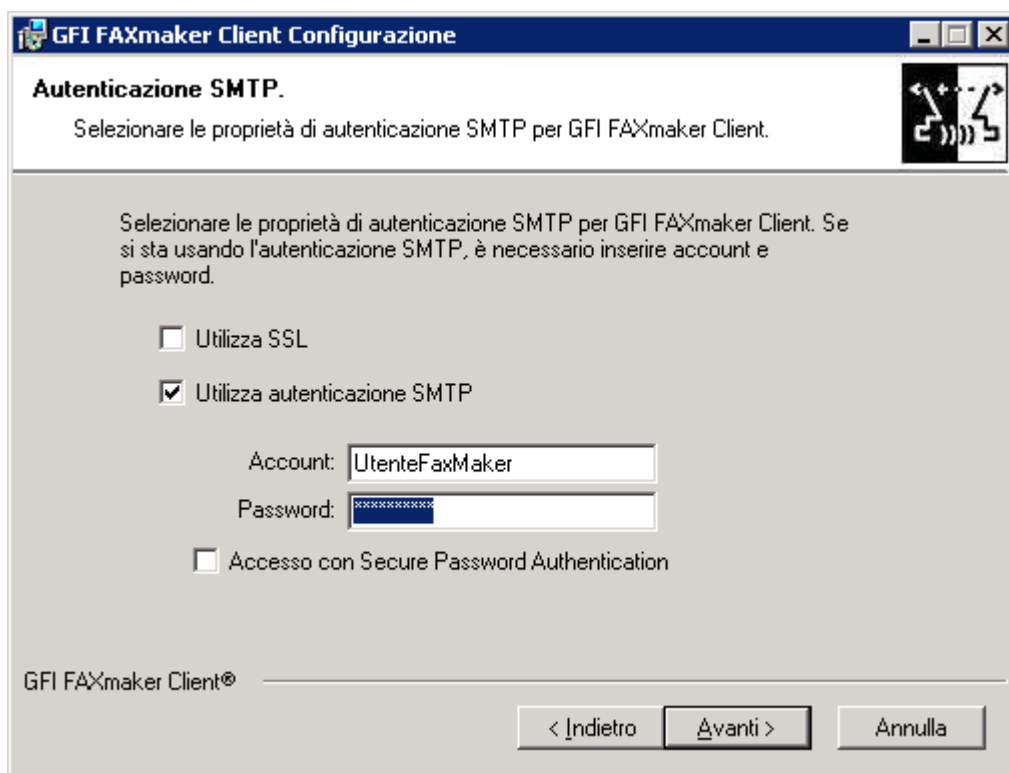 GFI FAXmaker Client Configurazione
Autenticazione SMTP.
Selezionare le proprietà di autenticazione SMTP per GFI FAXmaker Client.
Selezionare le proprietà di autenticazione SMTP per GFI FAXmaker Client. Se
si sta usando l'autenticazione SMTP, è necessario inserire account e
password.
Utilizza SSL
Utilizza autenticazione SMTP
Account: UtenteFaxMaker
Password: **********
Accesso con Secure Password Authentication
GFI FAXmaker Client®
< Indietro Avanti > Annulla